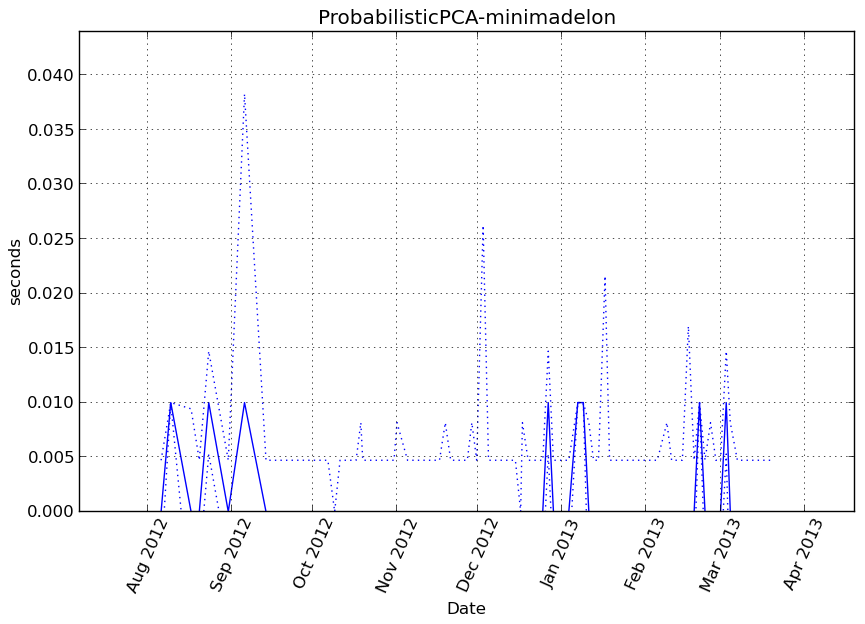 ProbabilisticPCA-minimadelon
0.040
0.035
0.030
0.025
0.020
0.015
0.010
0.005
0.000
seconds
Aug 2012
Sep 2012
Oct 2012
Nov 2012
Dec 2012
Jan 2013
Feb 2013
Mar 2013
Apr 2013
Date